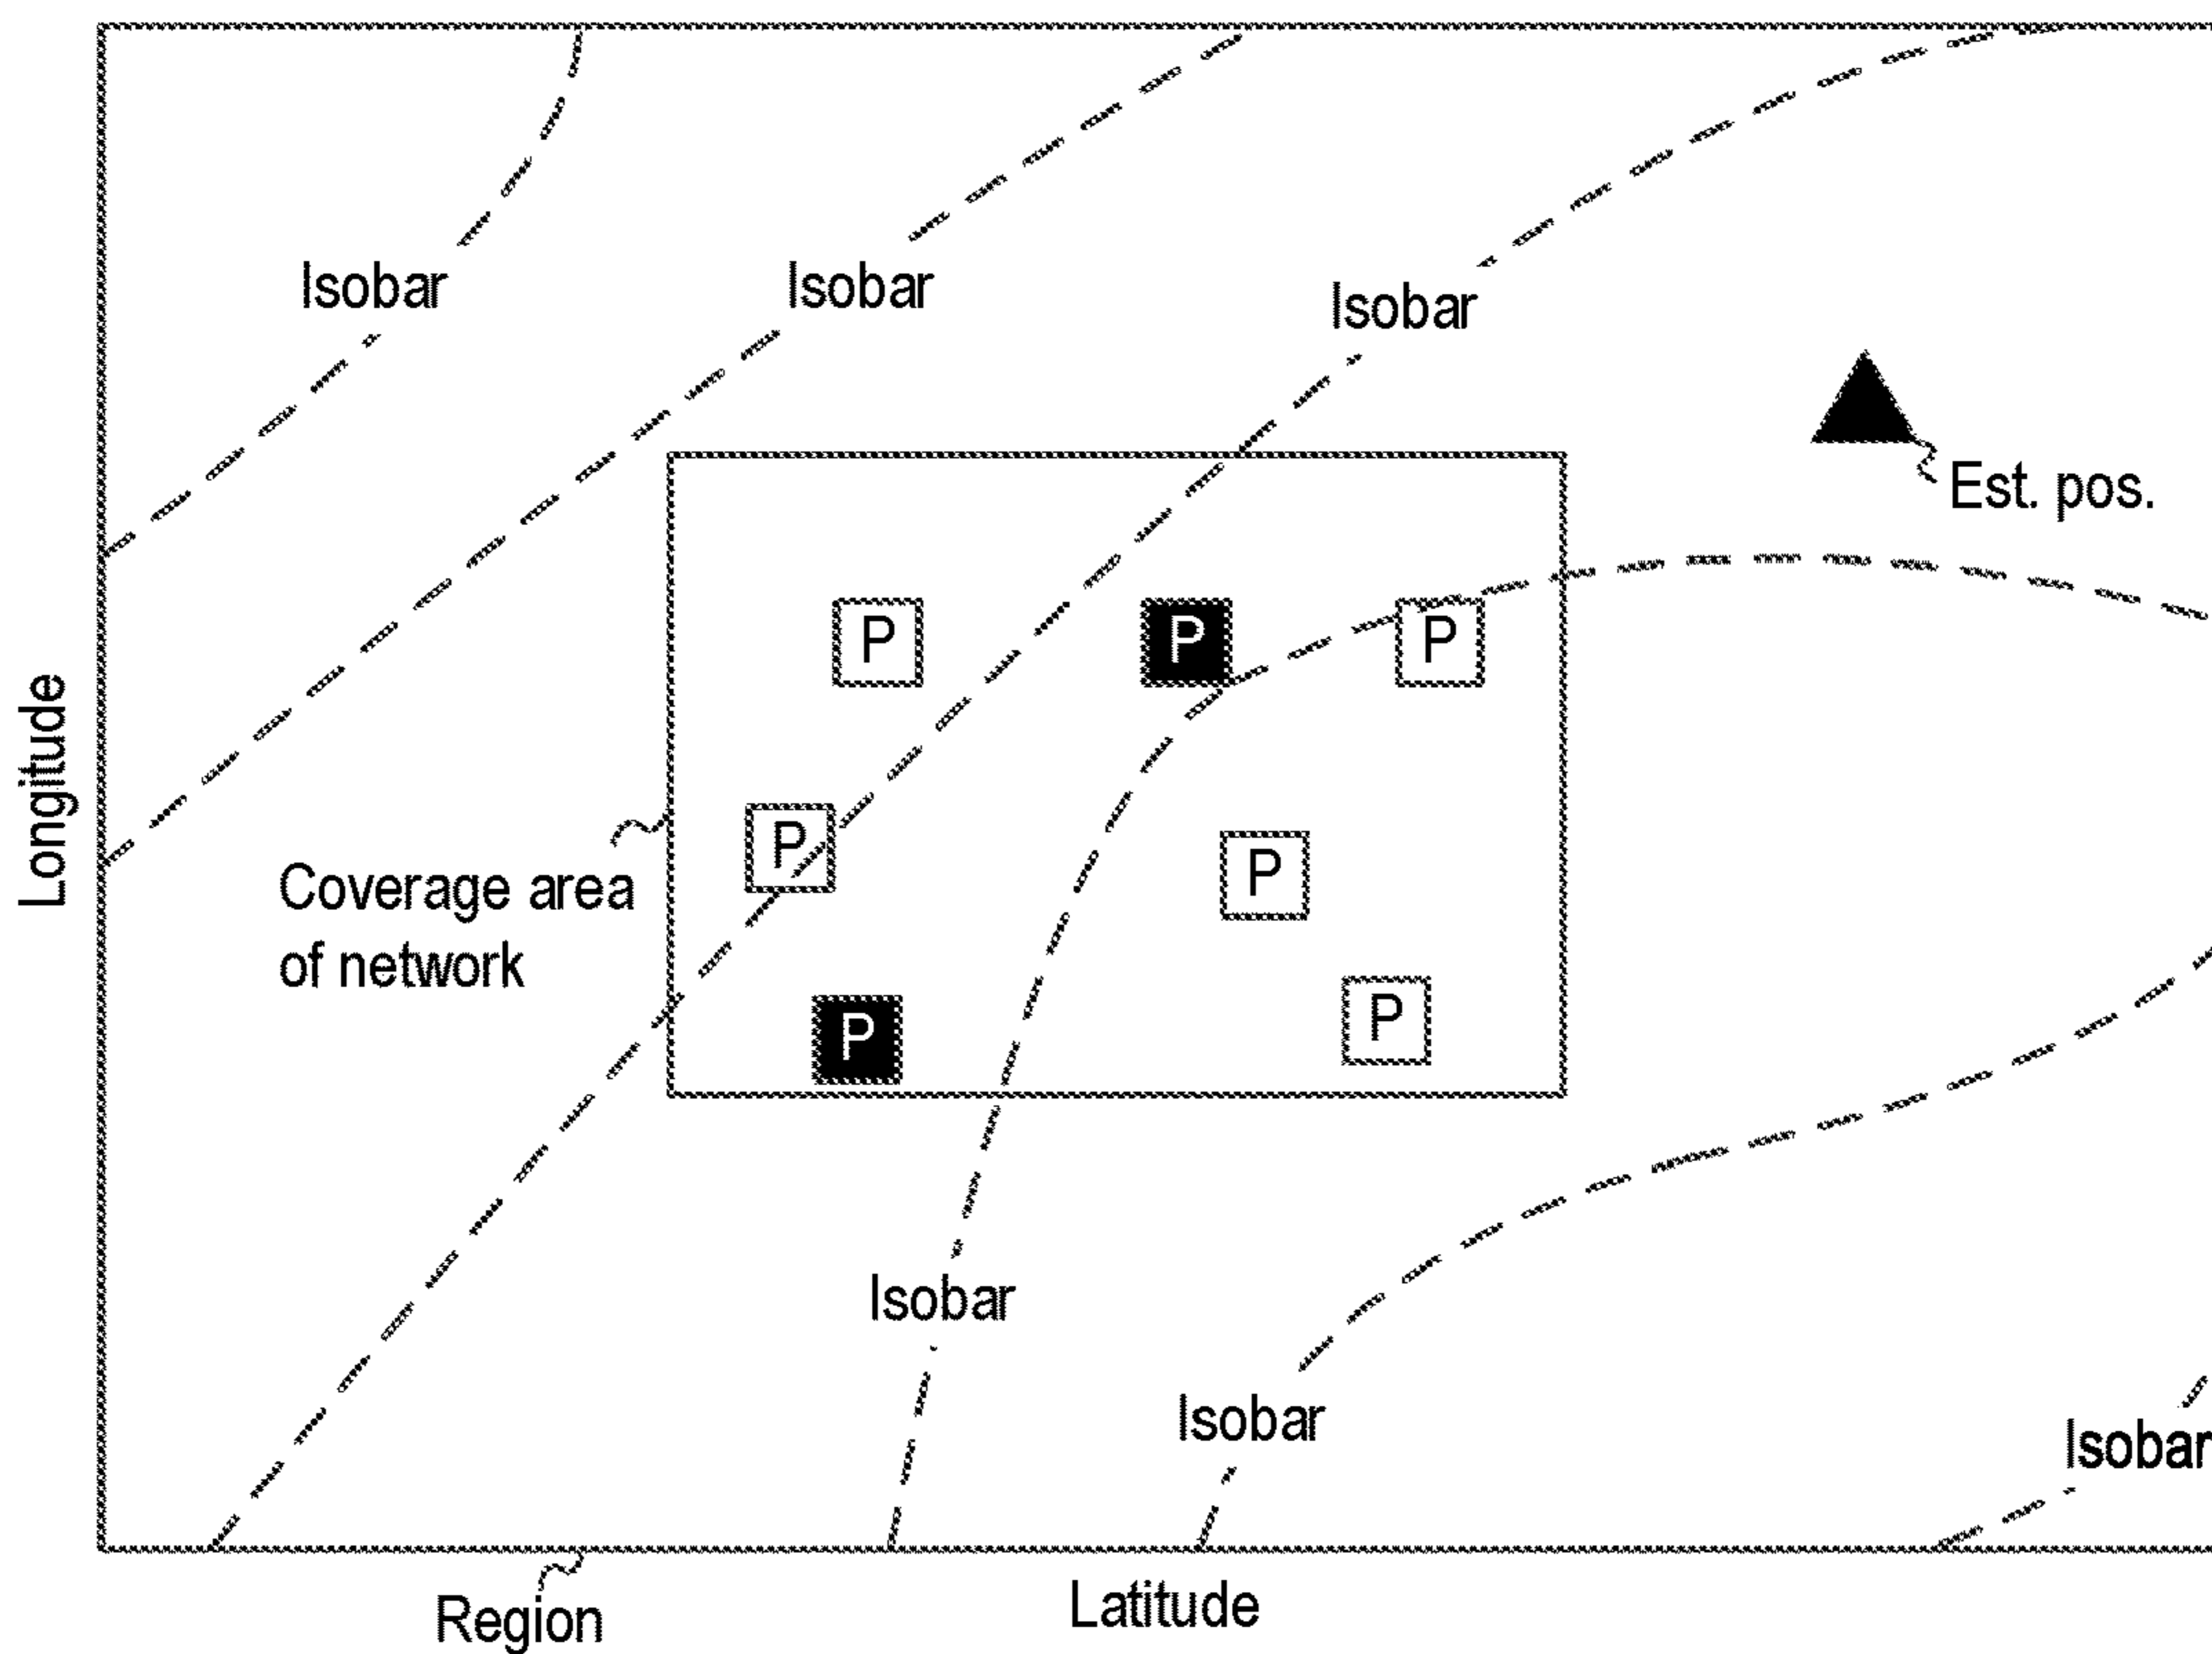 Isobar
Isobar
Isobar
Est. pos.
P
P
P
Longitude
P
P
Coverage area
of network
P
P
Isobar
Isobar
Isobar
Region
Latitude